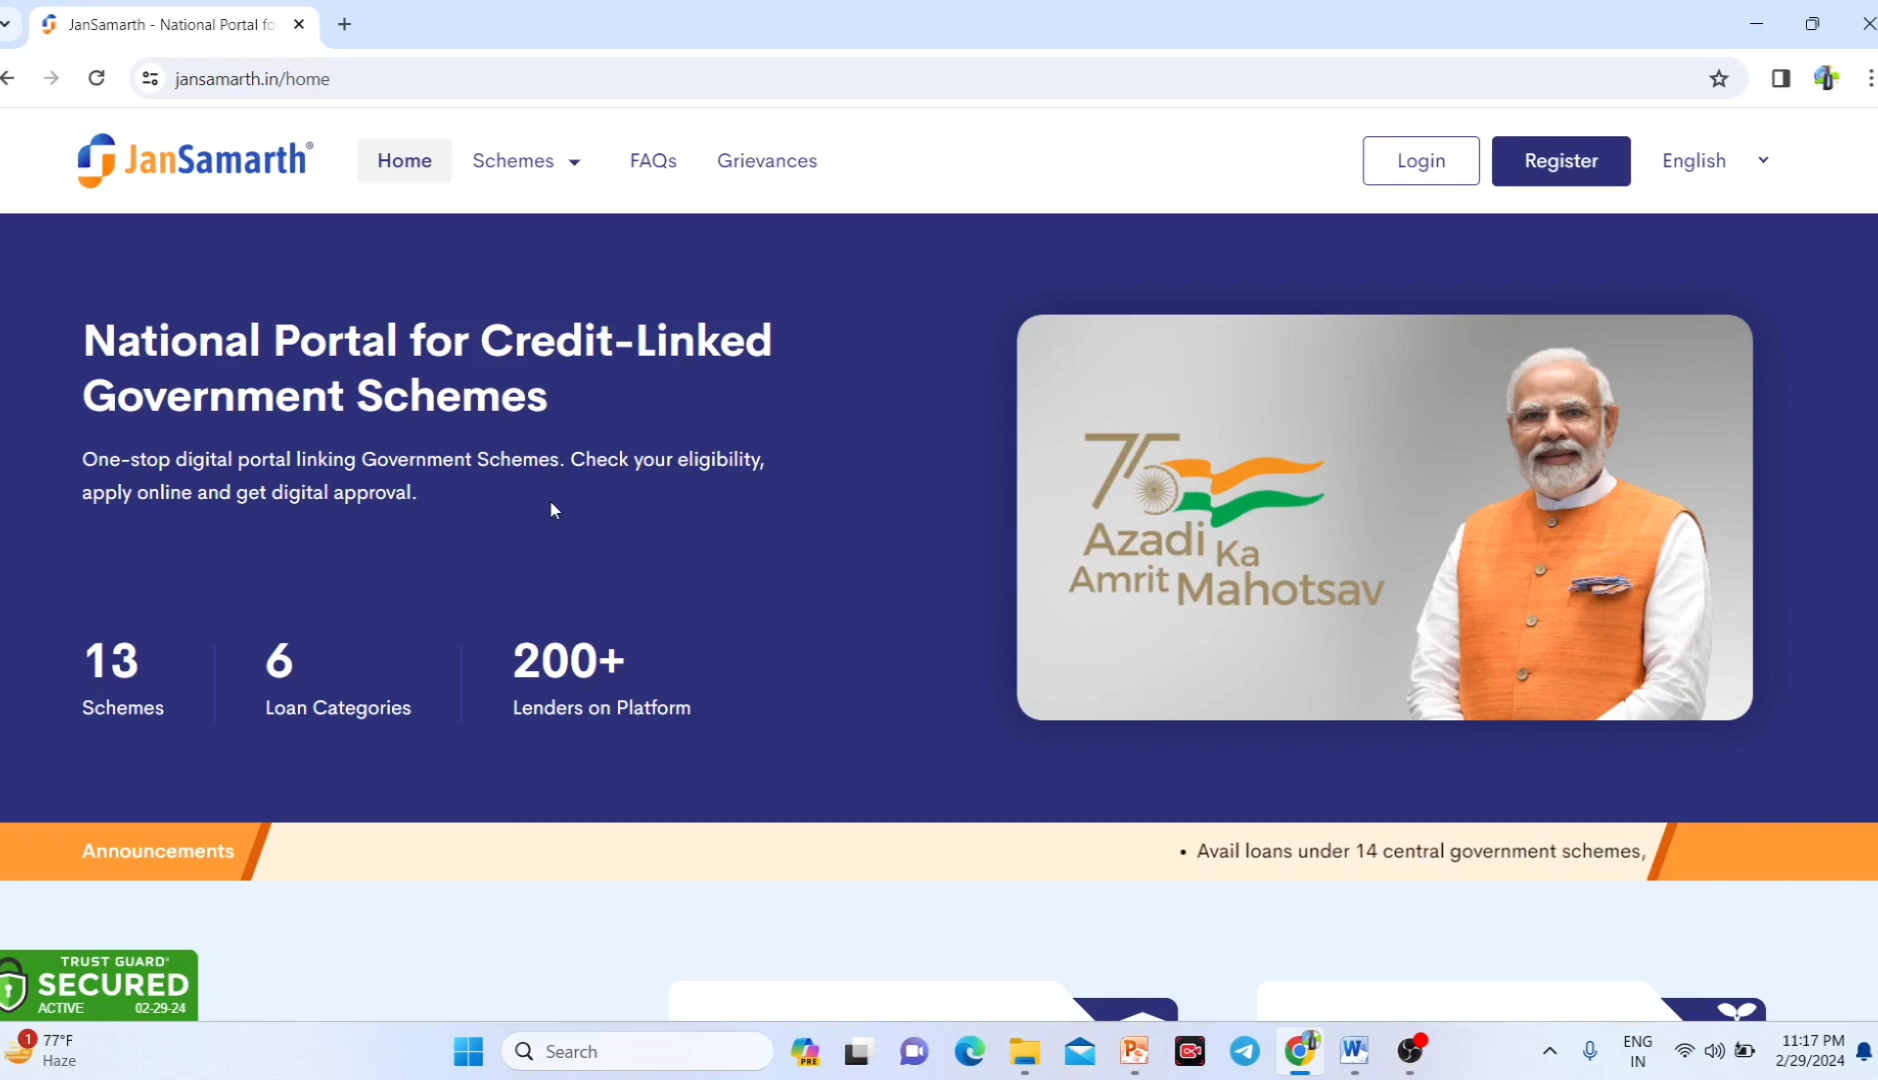 JanSamarth - National Portal fo
jansamarth.in/home
JanSamarth®
Home
Schemes
FAQs
Grievances
Login
Register
English
National Portal for Credit-Linked
Government Schemes
One-stop digital portal linking Government Schemes. Check your eligibility,
apply online and get digital approval.
13
Schemes
6
Loan Categories
200+
Lenders on Platform
75
Azadi Ka
Amrit Mahotsav
Announcements
• Avail loans under 14 central government schemes,
TRUST GUARD
SECURED
ACTIVE 02-29-24
1
77°F
Haze
Search
PRE
ENG
IN
11:17 PM
2/29/2024